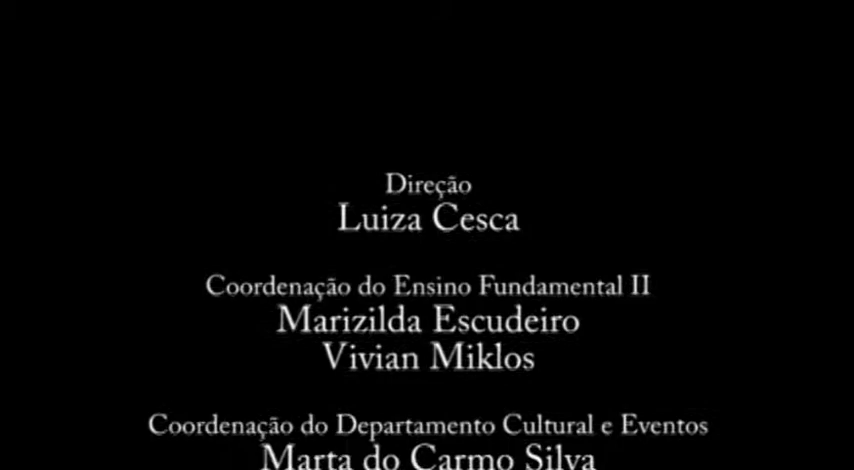 Direção
Luiza Cesca
Coordenação do Ensino Fundamental II
Marizilda Escudeiro
Vivian Miklos
Coordenação do Departamento Cultural e Eventos
Marta do Carmo Silva